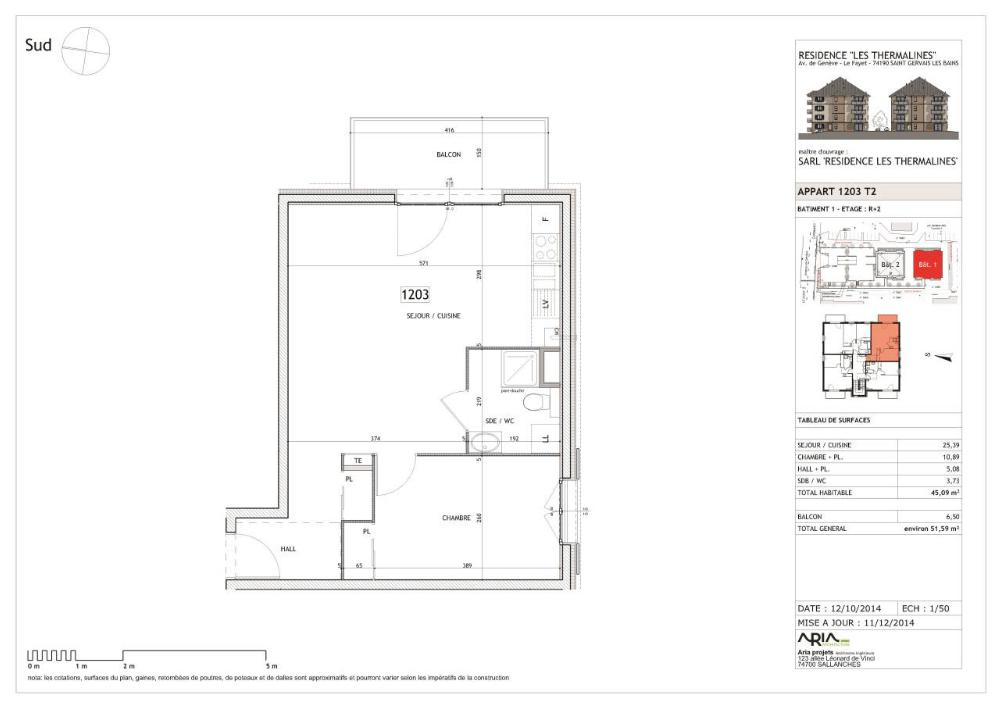 Sud
416
BALCON
150
571
298
1203
SEJOUR / CUISINE
F
LV
5
pare-douche
219
SDE / WC
LL
374
5
192
TE
5
PL
CHAMBRE
260
PL
HALL
5
65
389
0 m
1 m
2 m
5 m
nota: les cotations, surfaces du plan, gaines, retombées de poutres, de poteaux et de dalles sont approximatifs et pourront varier selon les impératifs de la construction
RESIDENCE "LES THERMALINES"
Av. de Genève - Le Fayet - 74190 SAINT GERVAIS LES BAINS
maître d'ouvrage :
SARL 'RESIDENCE LES THERMALINES'
APPART 1203 T2
BATIMENT 1 - ETAGE : R+2
Bât. 2
Bât. 1
S
TABLEAU DE SURFACES
SEJOUR / CUISINE 25,39
CHAMBRE + PL. 10,89
HALL + PL. 5,08
SDB / WC 3,73
TOTAL HABITABLE 45,09 m²
BALCON 6,50
TOTAL GENERAL environ 51,59 m²
DATE : 12/10/2014 ECH : 1/50
MISE A JOUR : 11/12/2014
ARIA
Aria projets
123 allée Léonard de Vinci
74700 SALLANCHES